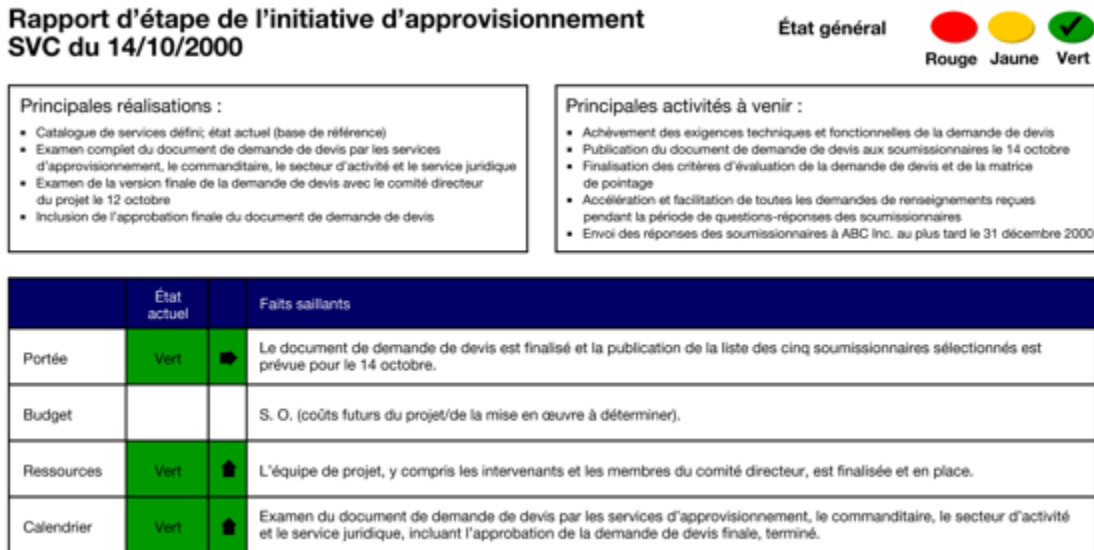 Rapport d'étape de l'initiative d'approvisionnement
SVC du 14/10/2000
État général
Rouge Jaune Vert
Principales réalisations :
▪ Catalogue de services défini; état actuel (base de référence)
▪ Examen complet du document de demande de devis par les services
d'approvisionnement, le commanditaire, le secteur d'activité et le service juridique
▪ Examen de la version finale de la demande de devis avec le comité directeur
du projet le 12 octobre
▪ Inclusion de l'approbation finale du document de demande de devis
Principales activités à venir :
▪ Achèvement des exigences techniques et fonctionnelles de la demande de devis
▪ Publication du document de demande de devis aux soumissionnaires le 14 octobre
▪ Finalisation des critères d'évaluation de la demande de devis et de la matrice
de pointage
▪ Accélération et facilitation de toutes les demandes de renseignements reçues
pendant la période de questions-réponses des soumissionnaires
▪ Envoi des réponses des soumissionnaires à ABC Inc. au plus tard le 31 décembre 2000
État
actuel
Faits saillants
Portée
Vert
Le document de demande de devis est finalisé et la publication de la liste des cinq soumissionnaires sélectionnés est
prévue pour le 14 octobre.
Budget
S. O. (coûts futurs du projet/de la mise en œuvre à déterminer).
Ressources
Vert
L'équipe de projet, y compris les intervenants et les membres du comité directeur, est finalisée et en place.
Calendrier
Vert
Examen du document de demande de devis par les services d'approvisionnement, le commanditaire, le secteur d'activité
et le service juridique, incluant l'approbation de la demande de devis finale, terminé.